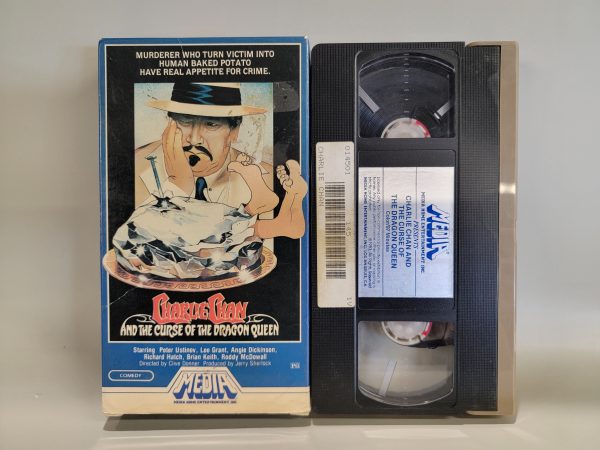 MURDERER WHO TURN VICTIM INTO
HUMAN BAKED POTATO
HAVE REAL APPETITE FOR CRIME.
CHARLIE CHAN
AND THE CURSE OF THE DRAGON QUEEN
Starring Peter Ustinov, Lee Grant, Angie Dickinson,
Richard Hatch, Brian Keith, Roddy McDowall
Directed by Clive Donner Produced by Jerry Sherlock
PG
COMEDY
MEDIA
MEDIA HOME ENTERTAINMENT INC.
014501
CHARLIE CHAN
MEDIA
MEDIA HOME ENTERTAINMENT INC.
PRESENTS
CHARLIE CHAN AND
THE CURSE OF
THE DRAGON QUEEN